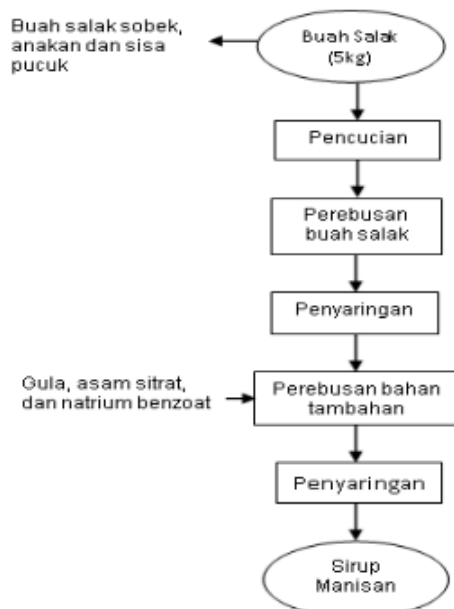 Buah salak sobek,
anakan dan sisa
pucuk
Buah Salak
(5kg)
Pencucian
Perebusan
buah salak
Penyaringan
Gula, asam sitrat,
dan natrium benzoat
Perebusan bahan
tambahan
Penyaringan
Sirup
Manisan